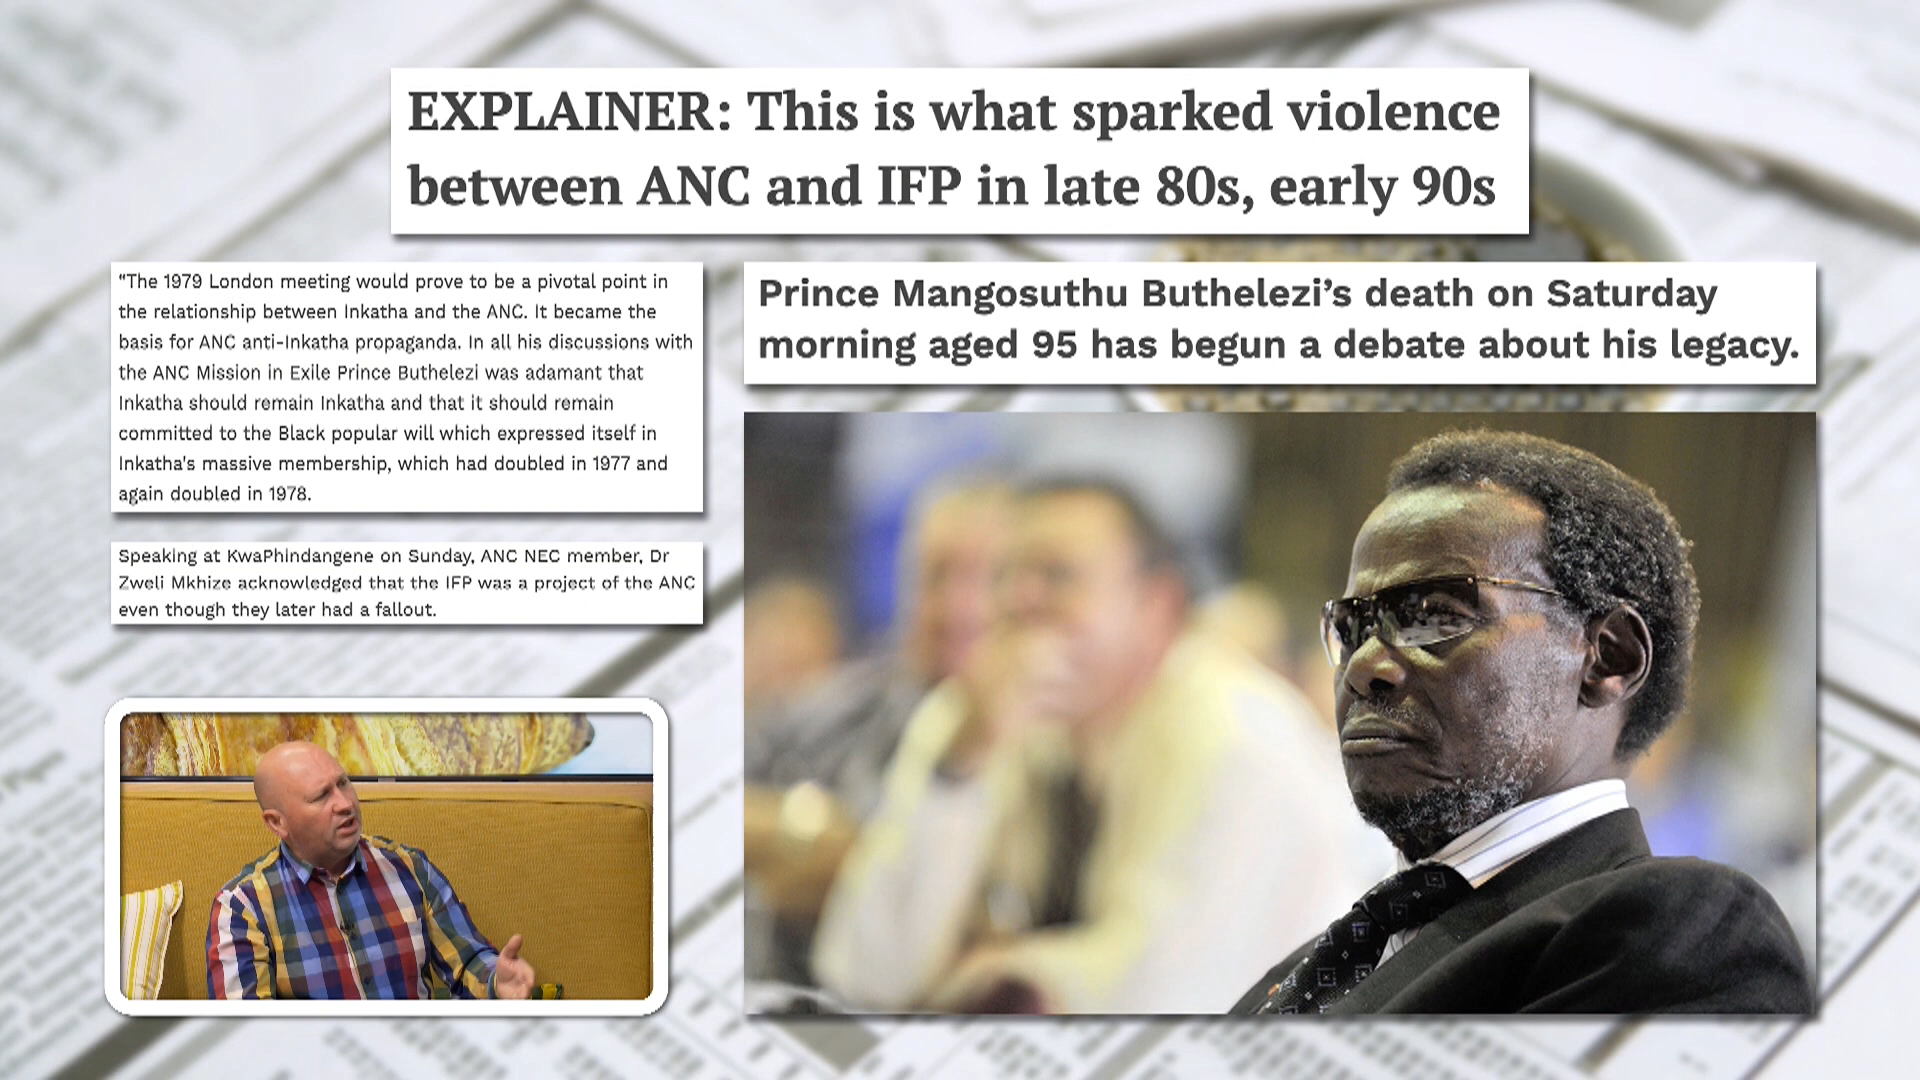 EXPLAINER: This is what sparked violence
between ANC and IFP in late 80s, early 90s
“The 1979 London meeting would prove to be a pivotal point in
the relationship between Inkatha and the ANC. It became the
basis for ANC anti-Inkatha propaganda. In all his discussions with
the ANC Mission in Exile Prince Buthelezi was adamant that
Inkatha should remain Inkatha and that it should remain
committed to the Black popular will which expressed itself in
Inkatha's massive membership, which had doubled in 1977 and
again doubled in 1978.
Speaking at KwaPhindangene on Sunday, ANC NEC member, Dr
Zweli Mkhize acknowledged that the IFP was a project of the ANC
even though they later had a fallout.
Prince Mangosuthu Buthelezi’s death on Saturday
morning aged 95 has begun a debate about his legacy.